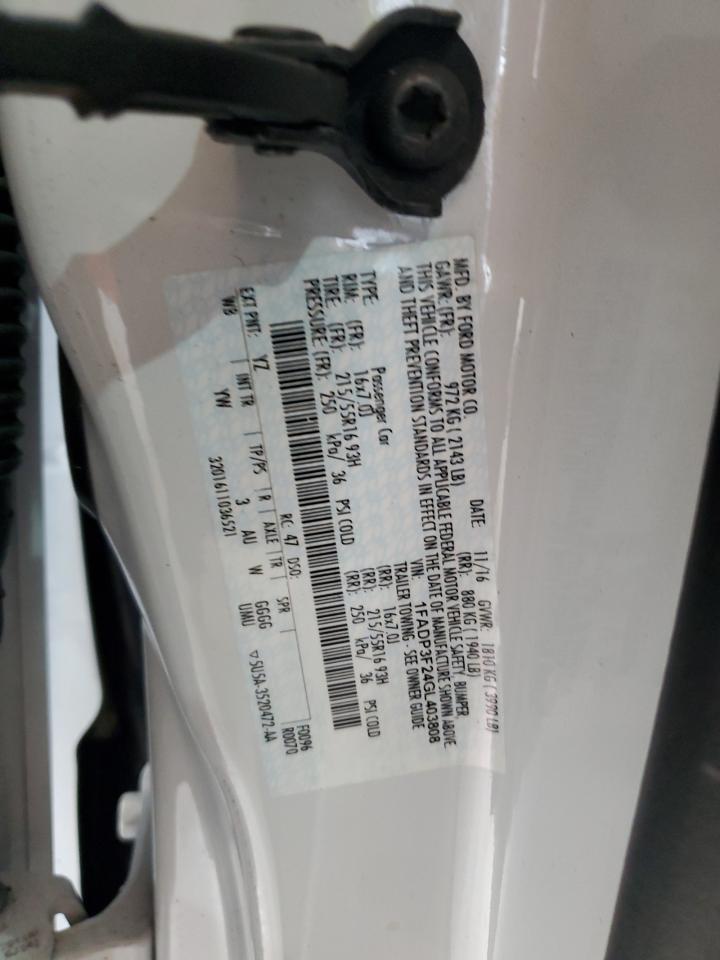 MFD. BY FORD MOTOR CO. DATE: 11/16 GVWR: 1810 KG ( 3990 LB)
GAWR: (FR): 972 KG ( 2143 LB) (RR): 880 KG ( 1940 LB)
THIS VEHICLE CONFORMS TO ALL APPLICABLE FEDERAL MOTOR VEHICLE SAFETY, BUMPER,
AND THEFT PREVENTION STANDARDS IN EFFECT ON THE DATE OF MANUFACTURE SHOWN ABOVE
VIN: 1FADP3F24GL403808
TYPE: Passenger Car TRAILER TOWING - SEE OWNER GUIDE
RIM: (FR): 16x7.0J (RR): 16x7.0J
TIRE: (FR): 215/55R16 93H (RR): 215/55R16 93H
PRESSURE: (FR): 250 kPa/ 36 PSI COLD (RR): 250 kPa/ 36 PSI COLD
RC: 47 DSO: F0096
EXT PNT: YZ R0070
INT TR TP/PS R AXLE TR SPR
WB YW 3 AU W GGGG 5U5A-3520472-AA
3201611036521 UMU